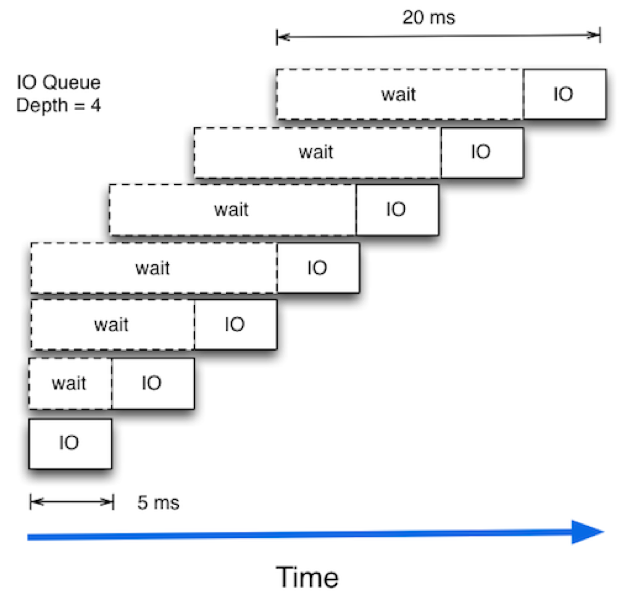 20 ms
IO Queue
Depth = 4
wait IO
wait IO
wait IO
wait IO
wait IO
wait IO
IO
5 ms
Time